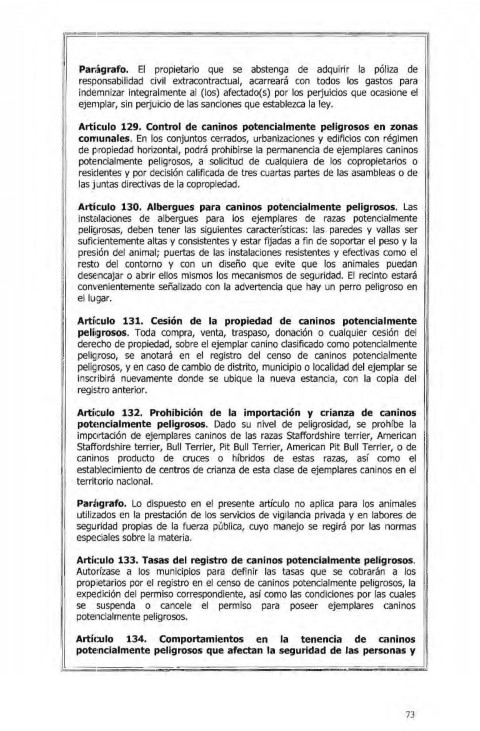 Parágrafo. El propietario que se abstenga de adquirir la póliza de
responsabilidad civil extracontractual, acarreará con todos los gastos para
indemnizar integralmente al (los) afectado(s) por los perjuicios que ocasione el
ejemplar, sin perjuicio de las sanciones que establezca la ley.
Artículo 129. Control de caninos potencialmente peligrosos en zonas
comunales. En los conjuntos cerrados, urbanizaciones y edificios con régimen
de propiedad horizontal, podrá prohibirse la permanencia de ejemplares caninos
potencialmente peligrosos, a solicitud de cualquiera de los copropietarios o
residentes y por decisión calificada de tres cuartas partes de las asambleas o de
las juntas directivas de la copropiedad.
Artículo 130. Albergues para caninos potencialmente peligrosos. Las
instalaciones de albergues para los ejemplares de razas potencialmente
peligrosas, deben tener las siguientes características: las paredes y vallas ser
suficientemente altas y consistentes y estar fijadas a fin de soportar el peso y la
presión del animal; puertas de las instalaciones resistentes y efectivas como el
resto del contorno y con un diseño que evite que los animales puedan
desencajar o abrir ellos mismos los mecanismos de seguridad. El recinto estará
convenientemente señalizado con la advertencia que hay un perro peligroso en
el lugar.
Artículo 131. Cesión de la propiedad de caninos potencialmente
peligrosos. Toda compra, venta, traspaso, donación o cualquier cesión del
derecho de propiedad, sobre el ejemplar canino clasificado como potencialmente
peligroso, se anotará en el registro del censo de caninos potencialmente
peligrosos, y en caso de cambio de distrito, municipio o localidad del ejemplar se
inscribirá nuevamente donde se ubique la nueva estancia, con la copia del
registro anterior.
Artículo 132. Prohibición de la importación y crianza de caninos
potencialmente peligrosos. Dado su nivel de peligrosidad, se prohíbe la
importación de ejemplares caninos de las razas Staffordshire terrier, American
Staffordshire terrier, Bull Terrier, Pit Bull Terrier, American Pit Bull Terrier, o de
caninos producto de cruces o híbridos de estas razas, así como el
establecimiento de centros de crianza de esta clase de ejemplares caninos en el
territorio nacional.
Parágrafo. Lo dispuesto en el presente artículo no aplica para los animales
utilizados en la prestación de los servicios de vigilancia privada y en labores de
seguridad propias de la fuerza pública, cuyo manejo se regirá por las normas
especiales sobre la materia.
Artículo 133. Tasas del registro de caninos potencialmente peligrosos.
Autorízase a los municipios para definir las tasas que se cobrarán a los
propietarios por el registro en el censo de caninos potencialmente peligrosos, la
expedición del permiso correspondiente, así como las condiciones por las cuales
se suspenda o cancele el permiso para poseer ejemplares caninos
potencialmente peligrosos.
Artículo 134. Comportamientos en la tenencia de caninos
potencialmente peligrosos que afectan la seguridad de las personas y
73